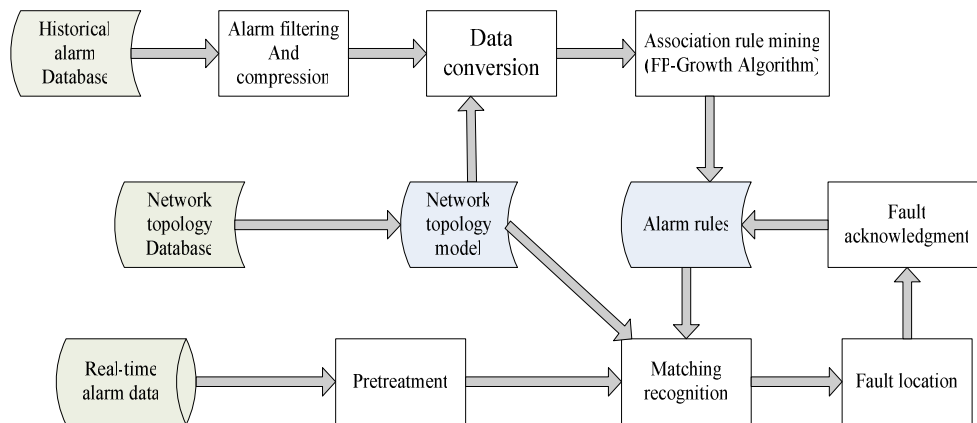 Historical
alarm
Database
Alarm filtering
And
compression
Data
conversion
Association rule mining
(FP-Growth Algorithm)
Network
topology
Database
Network
topology
model
Alarm rules
Fault
acknowledgment
Real-time
alarm data
Pretreatment
Matching
recognition
Fault location